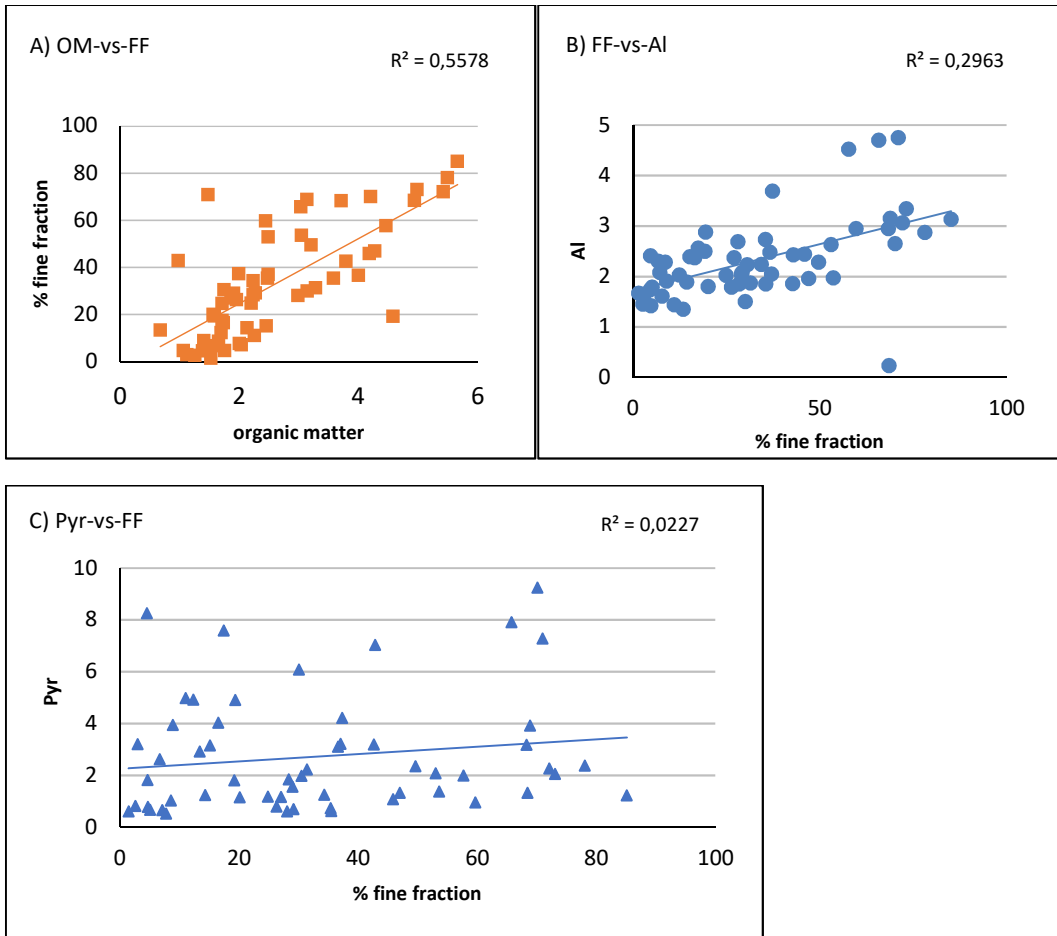 A) OM-vs-FF
R² = 0,5578
100
80
60
40
20
0
% fine fraction
0 2 4 6
organic matter
B) FF-vs-Al
R² = 0,2963
5
4
3
2
1
0
Al
0 50 100
% fine fraction
C) Pyr-vs-FF
R² = 0,0227
10
8
6
4
2
0
Pyr
0 20 40 60 80 100
% fine fraction